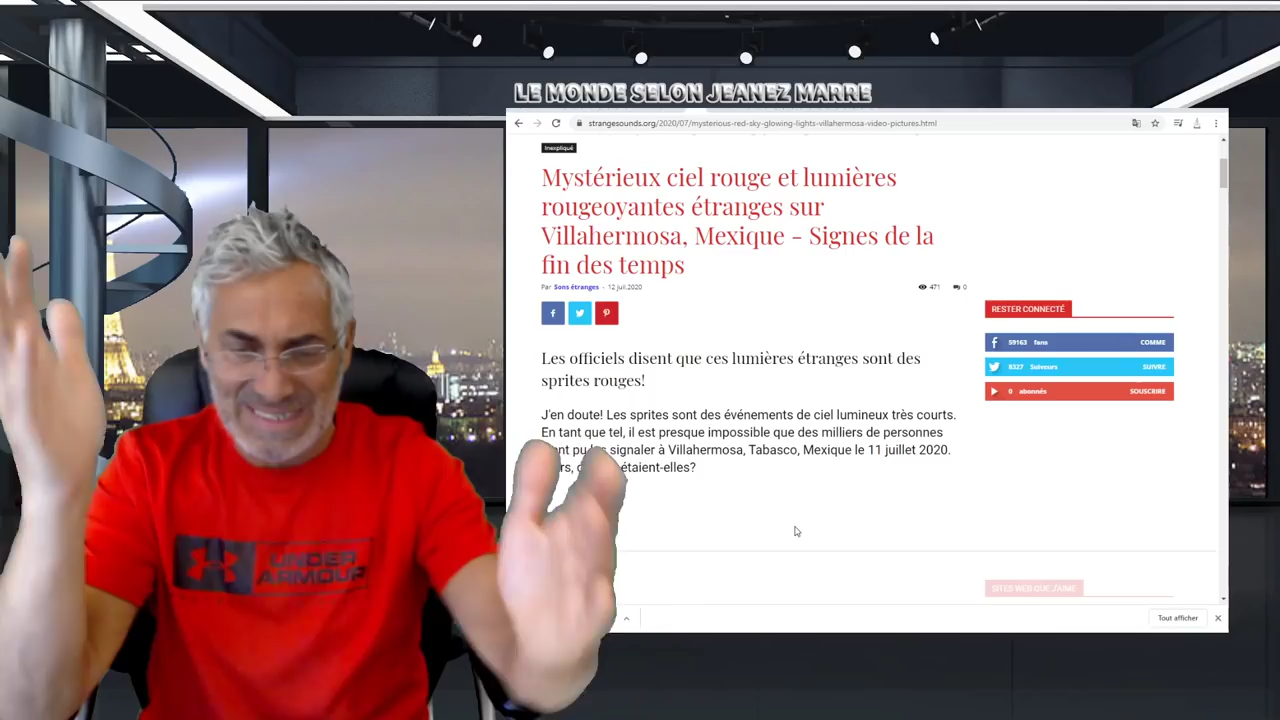 LE MONDE SELON JEANEZ MARRE
strangesounds.org/2020/07/mysterious-red-sky-glowing-lights-villahermosa-video-pictures.html
Inexpliqué
Mystérieux ciel rouge et lumières
rougeoyantes étranges sur
Villahermosa, Mexique - Signes de la
fin des temps
Par Sons étranges - 12 juil.2020
471 0
Les officiels disent que ces lumières étranges sont des
sprites rouges!
J'en doute! Les sprites sont des événements de ciel lumineux très courts.
En tant que tel, il est presque impossible que des milliers de personnes
signaler à Villahermosa, Tabasco, Mexique le 11 juillet 2020.
étaient-elles?
RESTER CONNECTÉ
59163 fans COMME
8327 Suiveurs SUIVRE
0 abonnés SOUSCRIRE
SITES WEB QUE J'AIME
Tout afficher
UNDER
ARMOUR